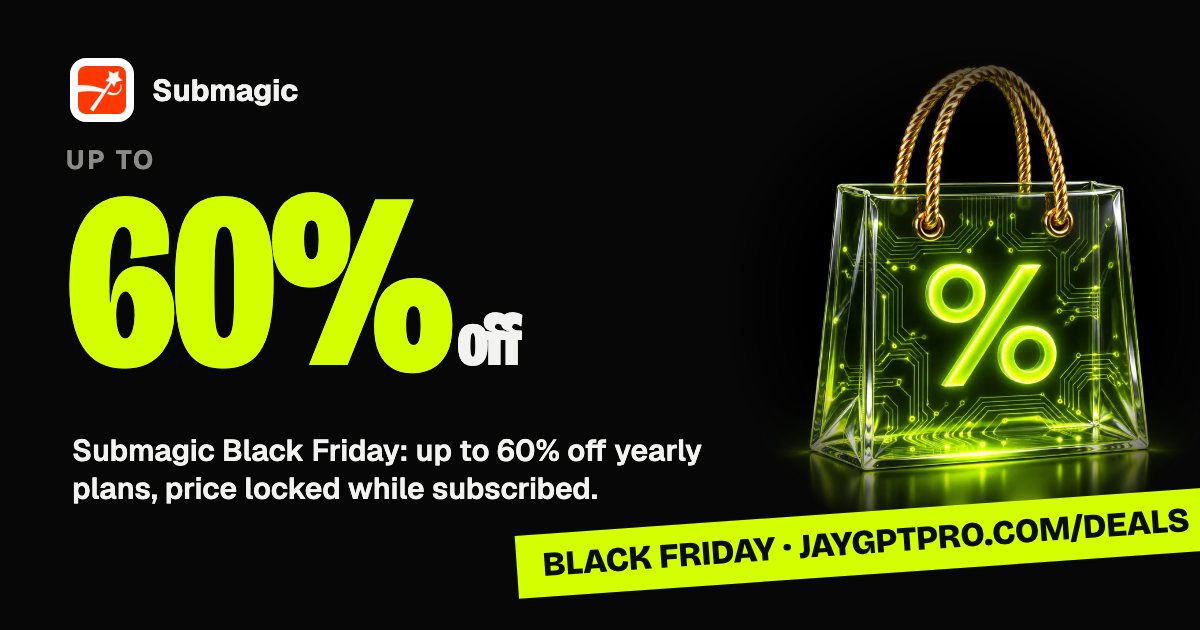 Submagic
UP TO
60% off
Submagic Black Friday: up to 60% off yearly
plans, price locked while subscribed.
%
BLACK FRIDAY · JAYGPTPRO.COM/DEALS